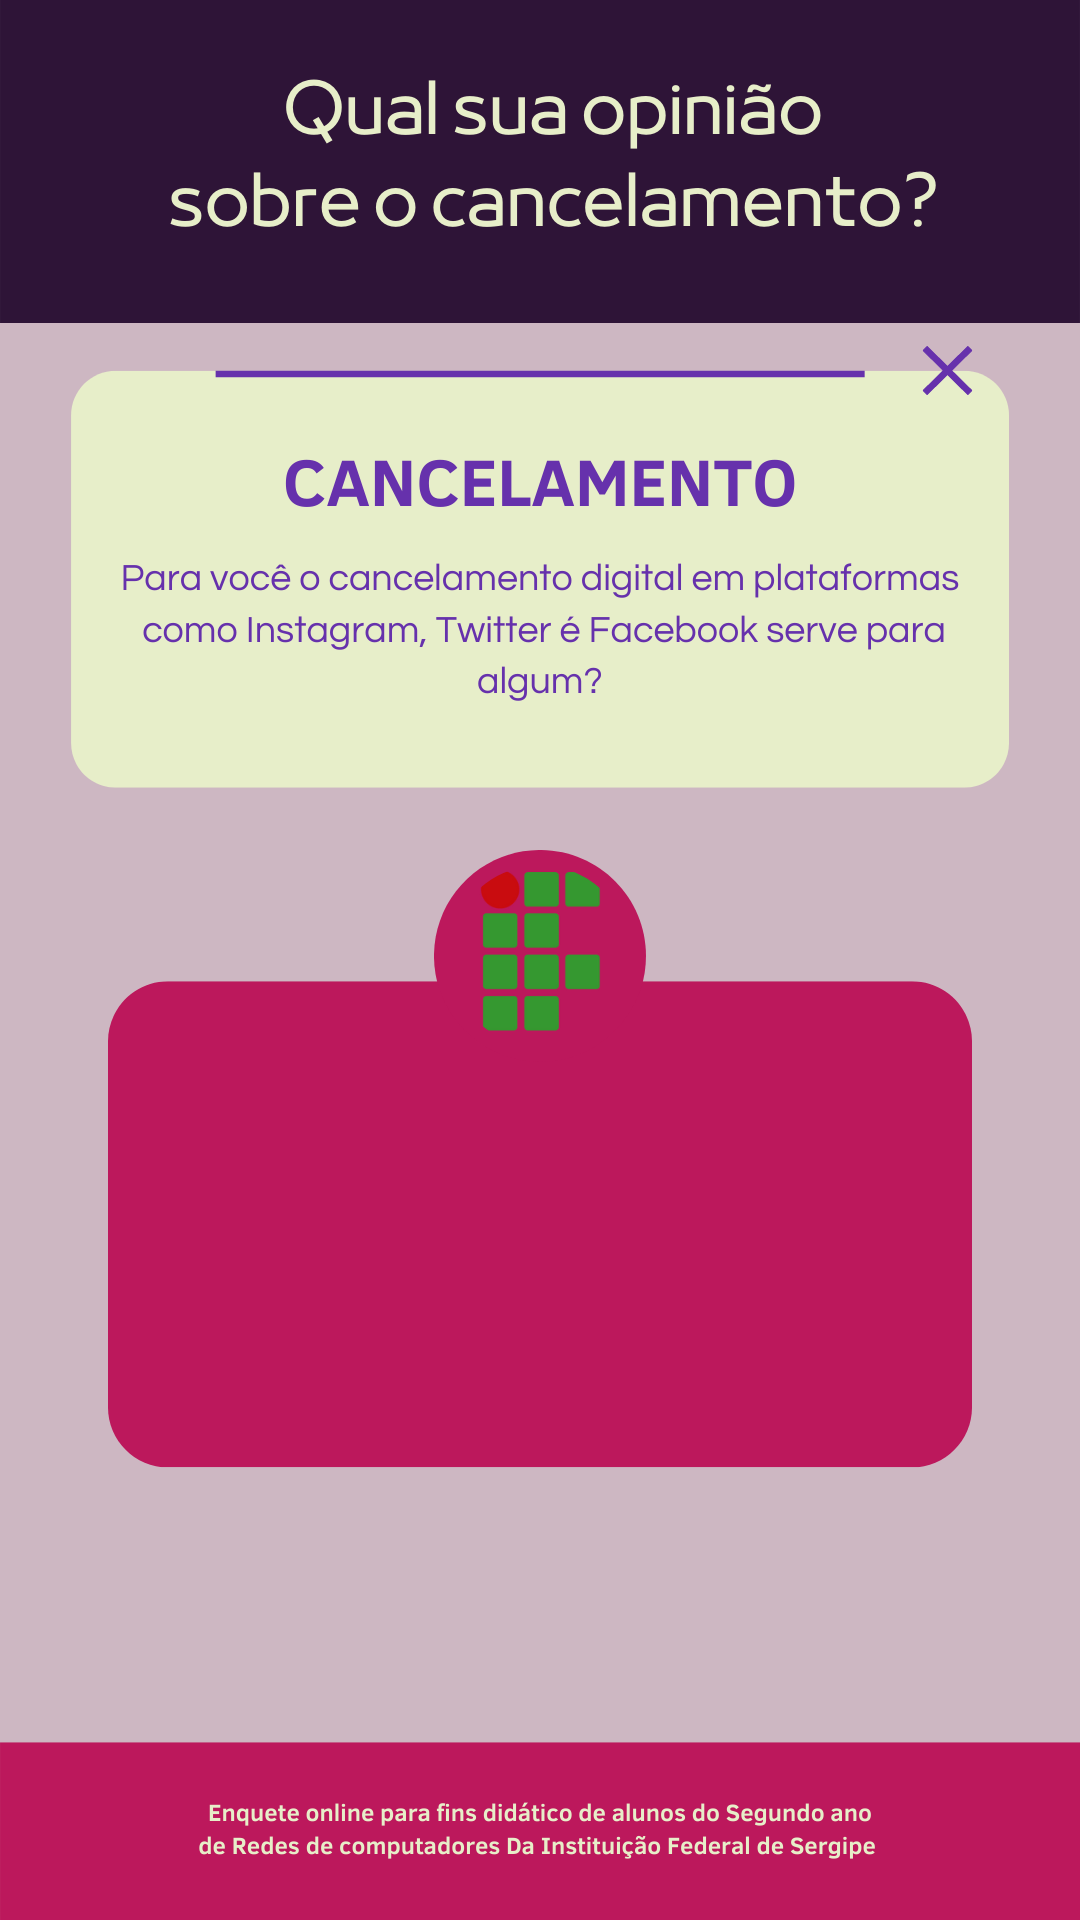 Qual sua opinião
sobre o cancelamento?
CANCELAMENTO
Para você o cancelamento digital em plataformas
como Instagram, Twitter é Facebook serve para
algum?
Enquete online para fins didático de alunos do Segundo ano
de Redes de computadores Da Instituição Federal de Sergipe